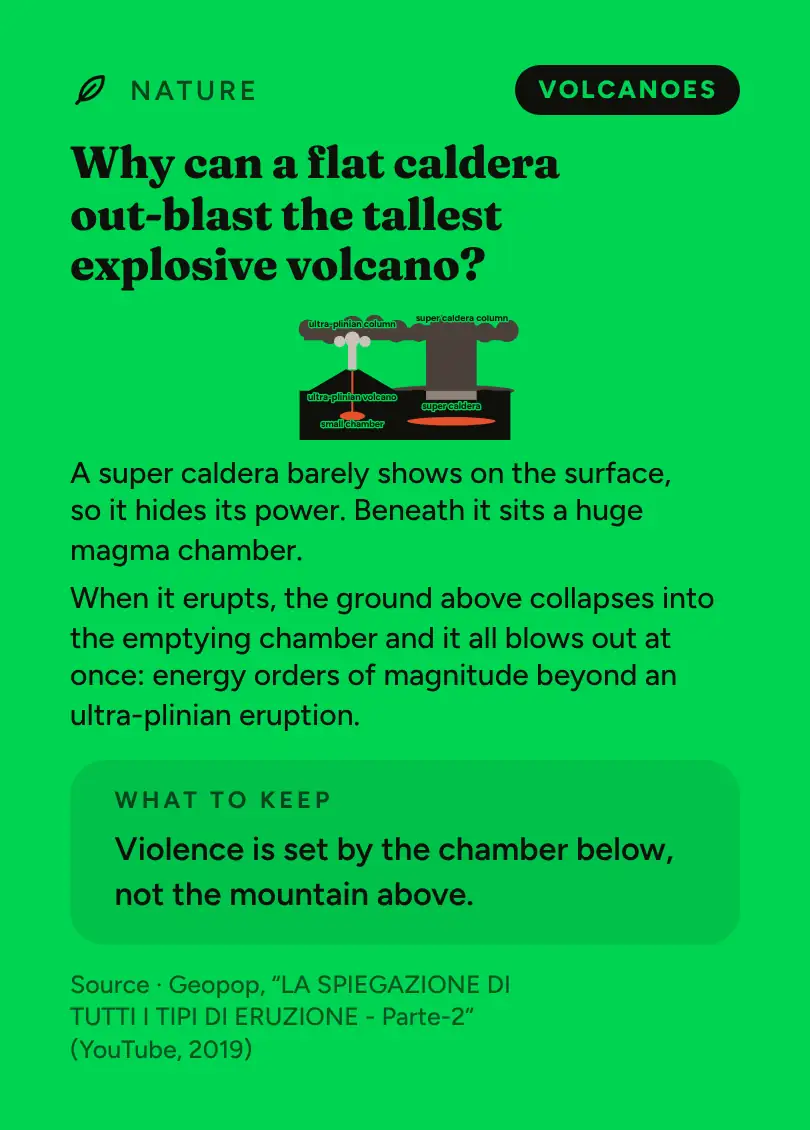 NATURE
VOLCANOES
Why can a flat caldera
out-blast the tallest
explosive volcano?
ultra-plinian column
super caldera column
ultra-plinian volcano
super caldera
small chamber
A super caldera barely shows on the surface,
so it hides its power. Beneath it sits a huge
magma chamber.
When it erupts, the ground above collapses into
the emptying chamber and it all blows out at
once: energy orders of magnitude beyond an
ultra-plinian eruption.
WHAT TO KEEP
Violence is set by the chamber below,
not the mountain above.
Source · Geopop, “LA SPIEGAZIONE DI
TUTTI I TIPI DI ERUZIONE - Parte-2”
(YouTube, 2019)